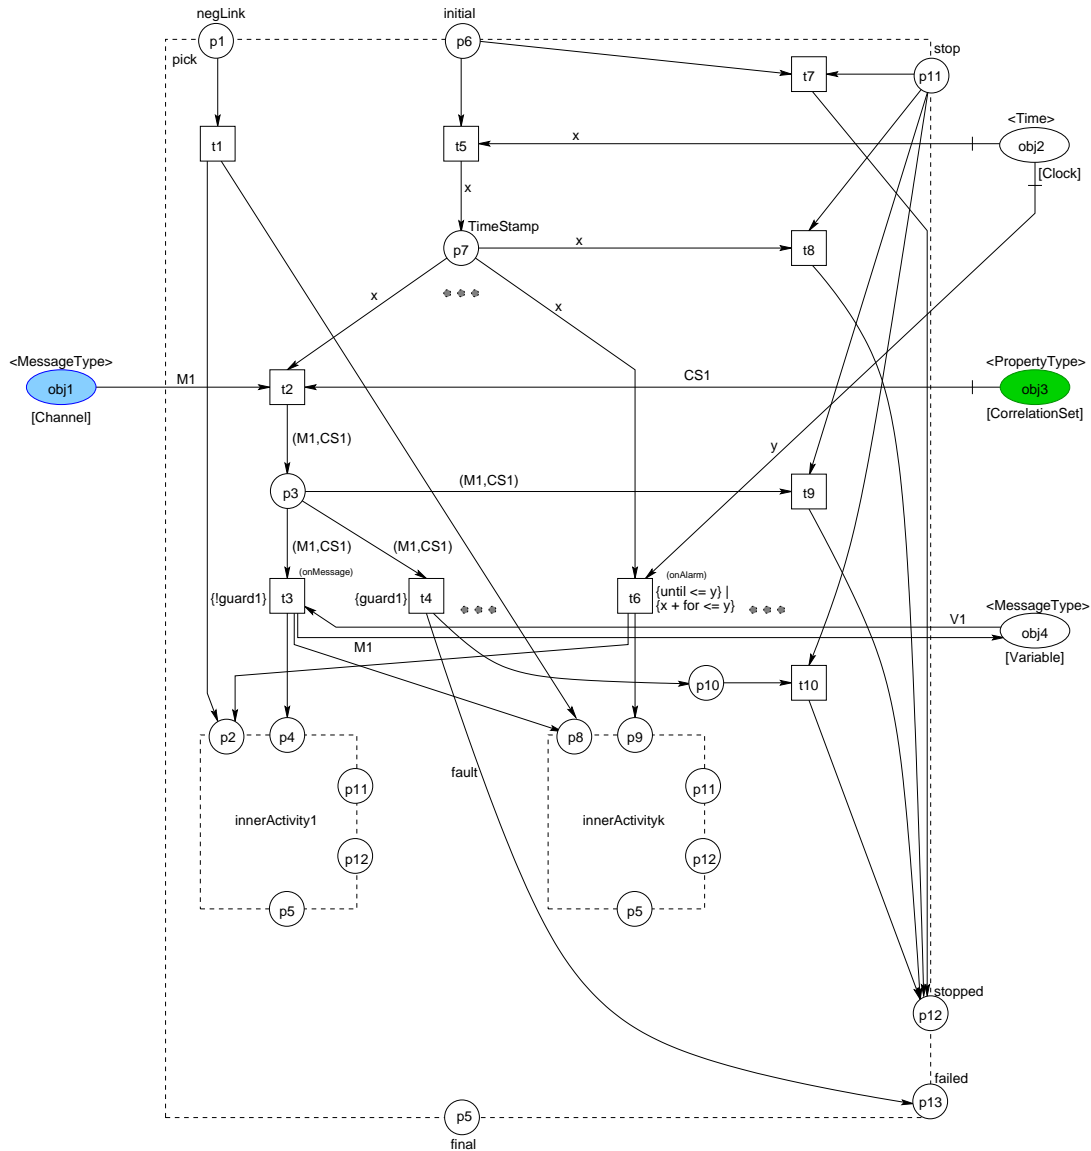 negLink
initial
p1
p6
stop
pick
t7
p11
<Time>
t1
t5
x
obj2
[Clock]
x
TimeStamp
p7
x
t8
x
x
<MessageType>
<PropertyType>
obj1
M1
t2
CS1
obj3
[Channel]
[CorrelationSet]
(M1,CS1)
y
p3
(M1,CS1)
t9
(M1,CS1)
(M1,CS1)
(onMessage)
(onAlarm)
{!guard1}
t3
{guard1}
t4
t6
{until <= y} |
{x + for <= y}
<MessageType>
V1
obj4
M1
[Variable]
p10
t10
p2
p4
p8
p9
fault
p11
p11
innerActivity1
innerActivityk
p12
p12
p5
p5
stopped
p12
failed
p13
p5
final